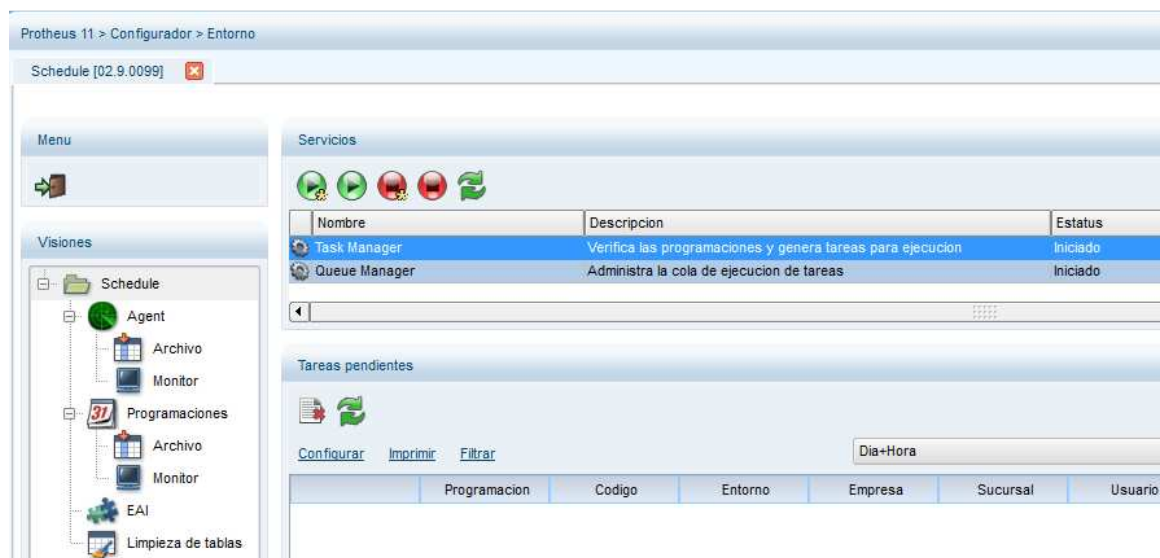 Protheus 11 > Configurador > Entorno
Schedule [02.9.0099]
Menu
Servicios
Nombre Descripcion Estatus
Task Manager Verifica las programaciones y genera tareas para ejecucion Iniciado
Queue Manager Administra la cola de ejecucion de tareas Iniciado
Visiones
Schedule
Agent
Archivo
Monitor
31 Programaciones
Archivo
Monitor
EAI
Limpieza de tablas
Tareas pendientes
Configurar Imprimir Filtrar Dia+Hora
Programacion Codigo Entorno Empresa Sucursal Usuario